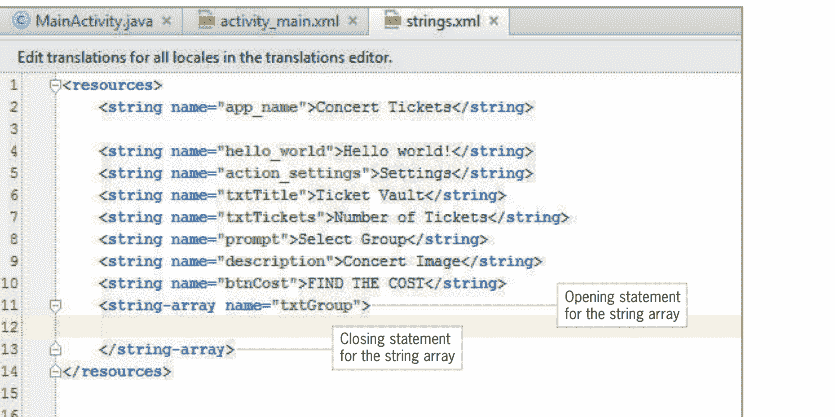 MainActivity.java × activity_main.xml × strings.xml ×
Edit translations for all locales in the translations editor.
1 <resources>
2 <string name="app_name">Concert Tickets</string>
3
4 <string name="hello_world">Hello world!</string>
5 <string name="action_settings">Settings</string>
6 <string name="txtTitle">Ticket Vault</string>
7 <string name="txtTickets">Number of Tickets</string>
8 <string name="prompt">Select Group</string>
9 <string name="description">Concert Image</string>
10 <string name="btnCost">FIND THE COST</string>
11 <string-array name="txtGroup">
Opening statement
for the string array
12
Closing statement
for the string array
13 </string-array>
14 </resources>
15
16